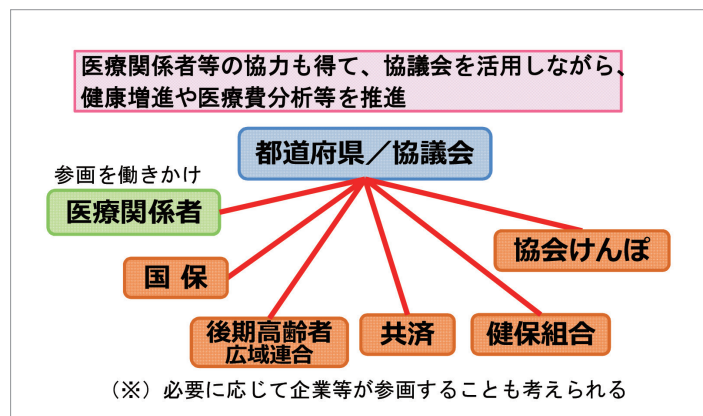 医療関係者等の協力も得て、協議会を活用しながら、
健康増進や医療費分析等を推進
都道府県／協議会
参画を働きかけ
医療関係者
協会けんぽ
国 保
後期高齢者
広域連合
共済
健保組合
（※）必要に応じて企業等が参画することも考えられる